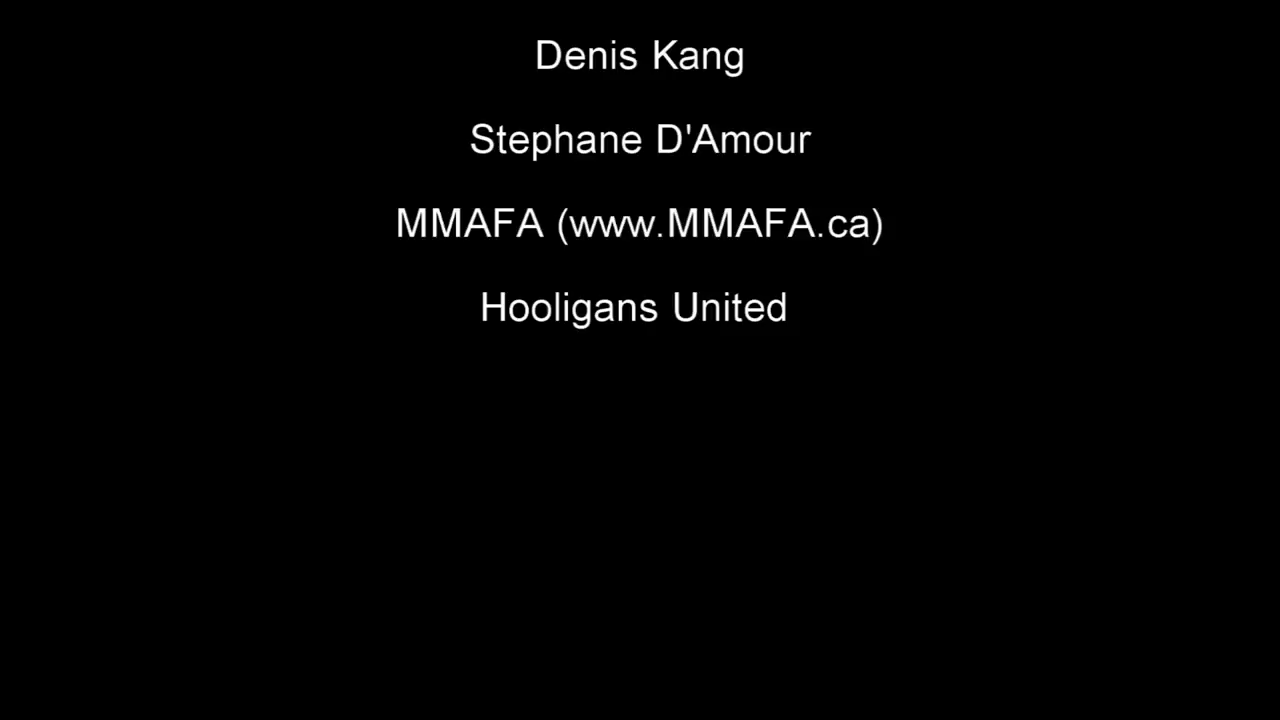 Denis Kang
Stephane D'Amour
MMAFA (www.MMAFA.ca)
Hooligans United